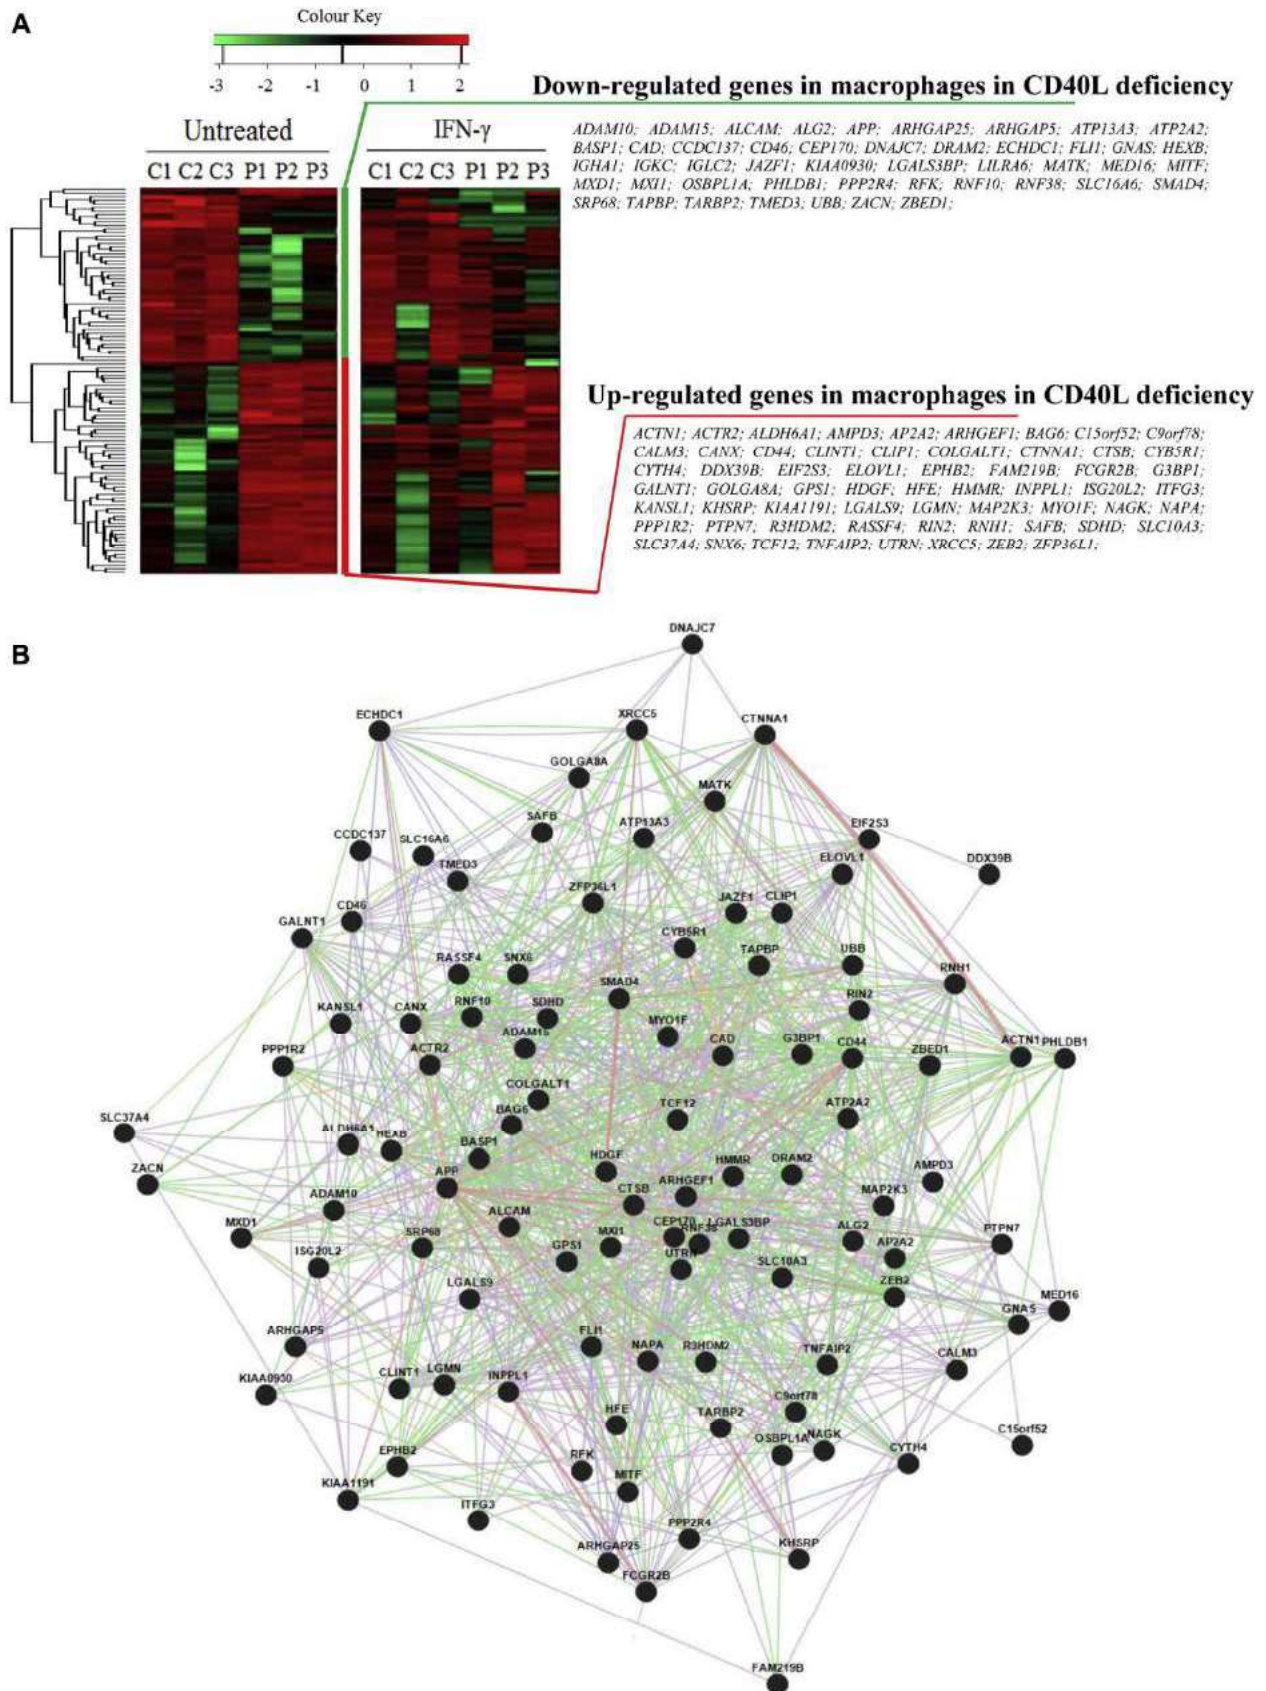 A
Colour Key
-3 -2 -1 0 1 2
Down-regulated genes in macrophages in CD40L deficiency
Untreated
IFN-γ
C1 C2 C3 P1 P2 P3
C1 C2 C3 P1 P2 P3
ADAM10; ADAM15; ALCAM; ALG2; APP; ARHGAP25; ARHGAP5; ATP13A3; ATP2A2;
BASP1; CAD; CCDC137; CD46; CEP170; DNAJC7; DRAM2; ECHDC1; FLI1; GNAS; HEXB;
IGHA1; IGKC; IGLC2; JAZF1; KIAA0930; LGALS3BP; LILRA6; MATK; MED16; MITF;
MXD1; MXI1; OSBPL1A; PHLDB1; PPP2R4; RFK; RNF10; RNF38; SLC16A6; SMAD4;
SRP68; TAPBP; TARBP2; TMED3; UBB; ZACN; ZBED1;
Up-regulated genes in macrophages in CD40L deficiency
ACTN1; ACTR2; ALDH6A1; AMPD3; AP2A2; ARHGEF1; BAG6; C15orf52; C9orf78;
CALM3; CANX; CD44; CLINT1; CLIP1; COLGALT1; CTNNA1; CTSB; CYB5R1;
CYTH4; DDX39B; EIF2S3; ELOVL1; EPHB2; FAM219B; FCGR2B; G3BP1;
GALNT1; GOLGA8A; GPS1; HDGF; HFE; HMMR; INPPL1; ISG20L2; ITFG3;
KANSL1; KHSRP; KIAA1191; LGALS9; LGMN; MAP2K3; MYO1F; NAGK; NAPA;
PPP1R2; PTPN7; R3HDM2; RASSF4; RIN2; RNH1; SAFB; SDHD; SLC10A3;
SLC37A4; SNX6; TCF12; TNFAIP2; UTRN; XRCC5; ZEB2; ZFP36L1;
B
DNAJC7
ECHDC1
XRCC5
CTNNA1
GOLGA8A
MATK
SAFB
ATP13A3
EIF2S3
CCDC137
SLC16A6
TMED3
ELOVL1
DDX39B
ZFP36L1
JAZF1
CLIP1
CD46
GALNT1
CYB5R1
TAPBP
UBB
RASSF4
SNX6
RNH1
SMAD4
KANSL1
CANX
RNF10
SDHD
RIN2
MYO1F
ADAM15
CAD
G3BP1
CD44
ZBED1
ACTN1
PHLDB1
PPP1R2
ACTR2
COLGALT1
SLC37A4
BAG6
TCF12
ATP2A2
ALDH6A1
HEXB
BASP1
ZACN
APP
HDGF
HMMR
DRAM2
AMPD3
ADAM10
CTSB
ARHGEF1
MAP2K3
MXD1
ALCAM
SRP68
MXI1
CEP170
RNF38
LGALS3BP
ALG2
AP2A2
PTPN7
ISG20L2
GPS1
UTRN
SLC10A3
LGALS9
ZEB2
MED16
GNAS
ARHGAP5
FLI1
NAPA
R3HDM2
TNFAIP2
CALM3
KIAA0930
CLINT1
LGMN
INPPL1
C9orf78
HFE
TARBP2
C15orf52
EPHB2
RFK
OSBPL1A
NAGK
CYTH4
KIAA1191
MITF
ITFG3
PPP2R4
ARHGAP25
KHSRP
FCGR2B
FAM219B